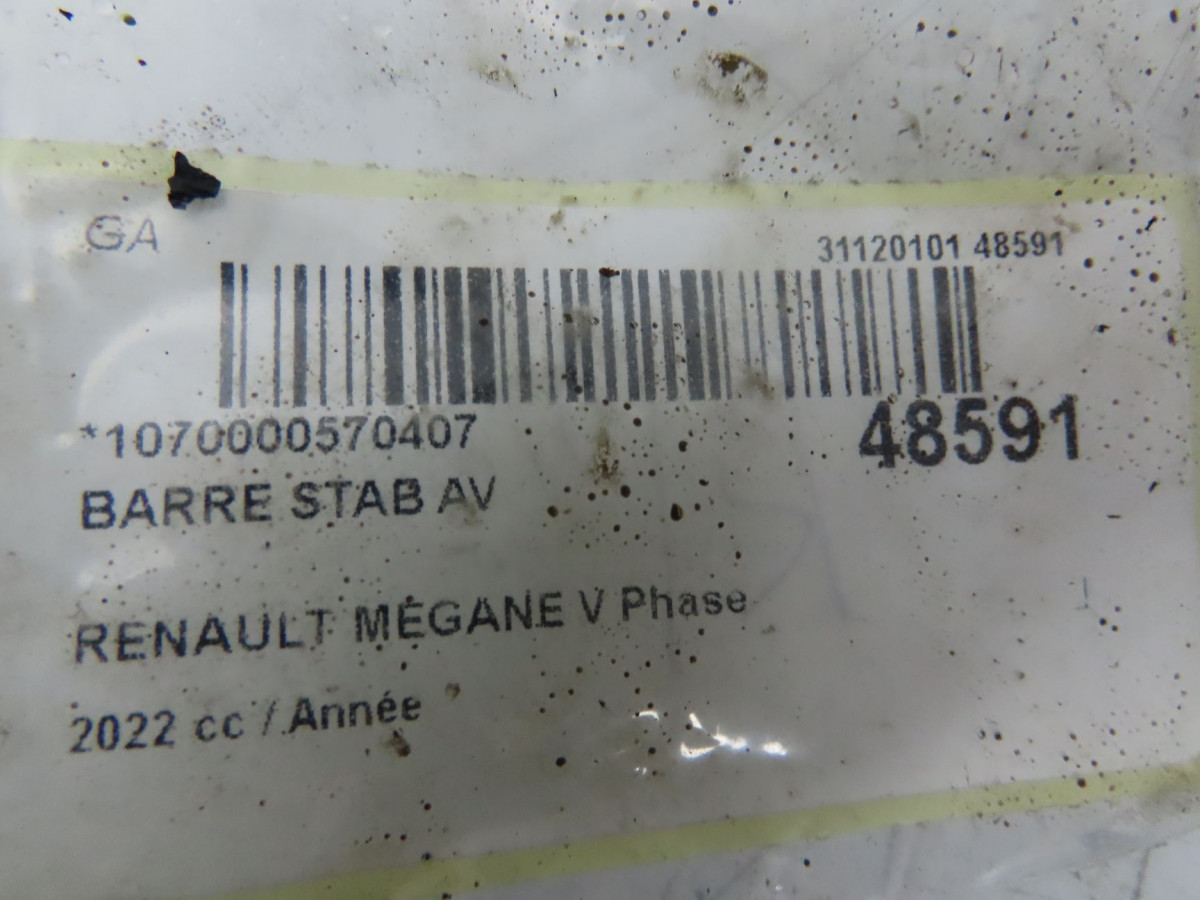 GA
31120101 48591
*1070000570407
48591
BARRE STAB AV
RENAULT MÉGANE V Phase
2022 cc / Année